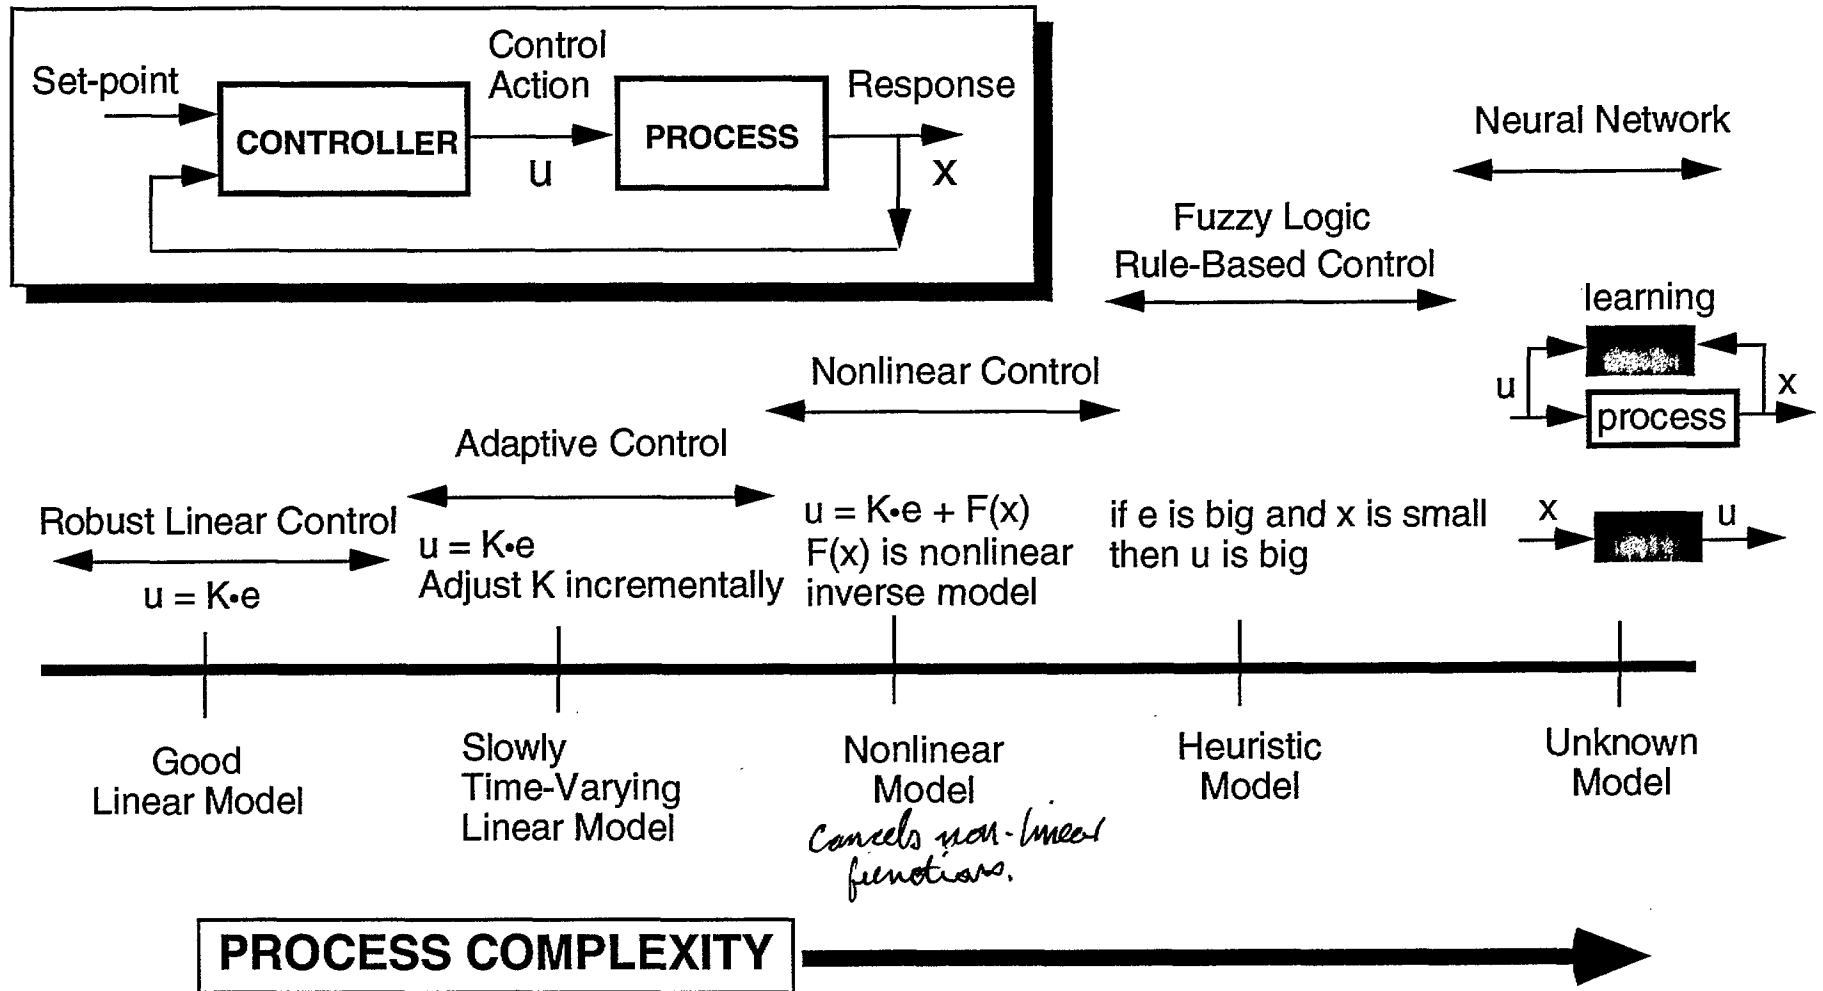 Set-point
Control
Action
Response
CONTROLLER
PROCESS
u
x
Neural Network
Fuzzy Logic
Rule-Based Control
learning
Nonlinear Control
u
x
process
Adaptive Control
Robust Linear Control
u = K•e
u = K•e
Adjust K incrementally
u = K•e + F(x)
F(x) is nonlinear
inverse model
if e is big and x is small
then u is big
x
u
Good
Linear Model
Slowly
Time-Varying
Linear Model
Nonlinear
Model
Cancels non-linear
functions.
Heuristic
Model
Unknown
Model
PROCESS COMPLEXITY